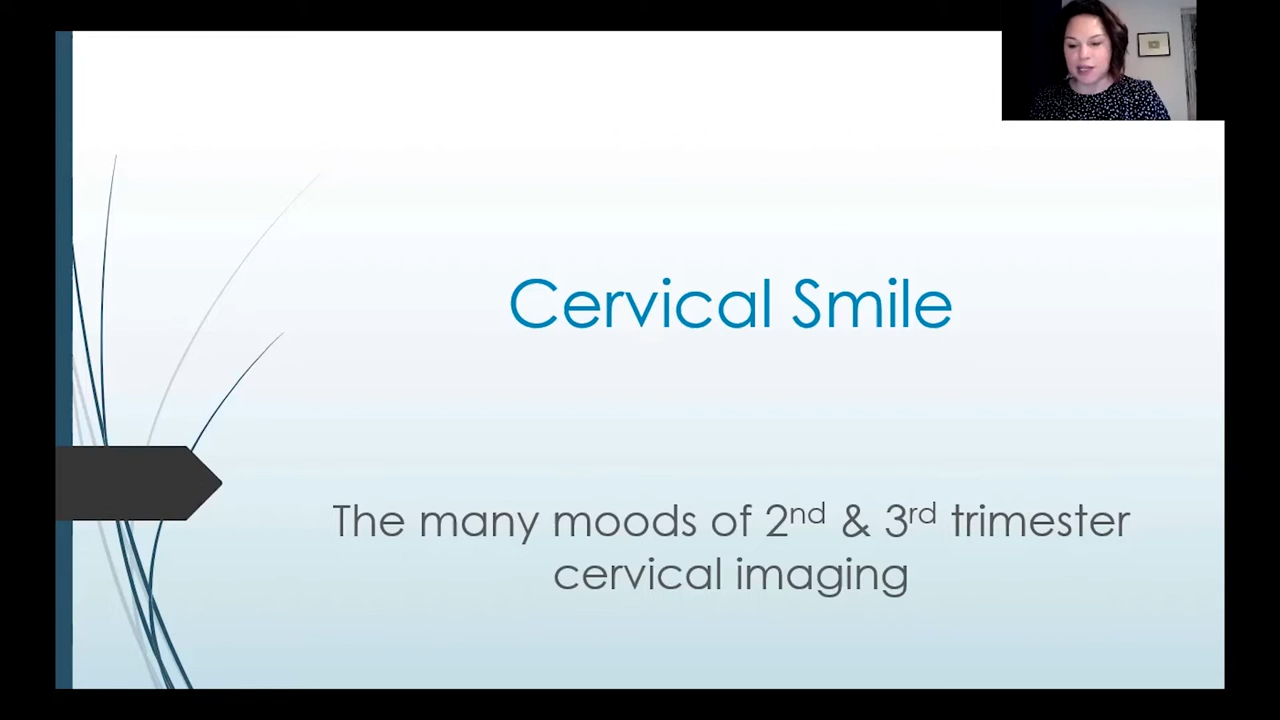 Cervical Smile
The many moods of 2nd & 3rd trimester
cervical imaging